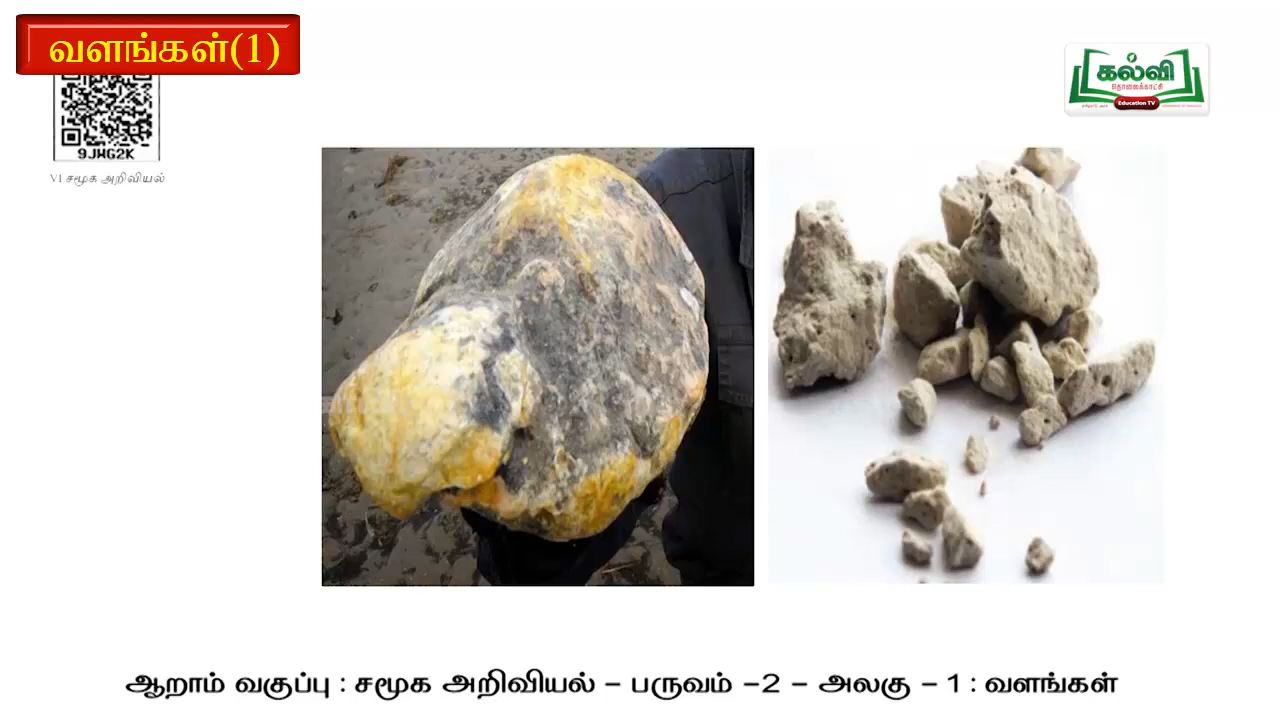 வளங்கள்(1)
9JWG2K
VI சமூக அறிவியல்
கல்வி
தொலைக்காட்சி
Education TV
ஆறாம் வகுப்பு : சமூக அறிவியல் – பருவம் –2 – அலகு – 1 : வளங்கள்